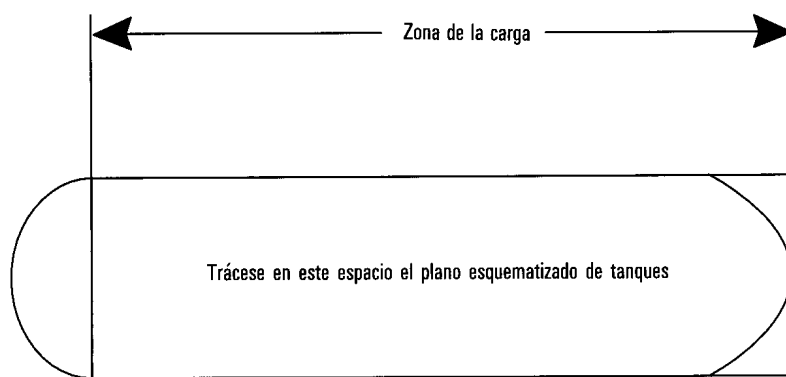 Zona de la carga
Trácese en este espacio el plano esquematizado de tanques